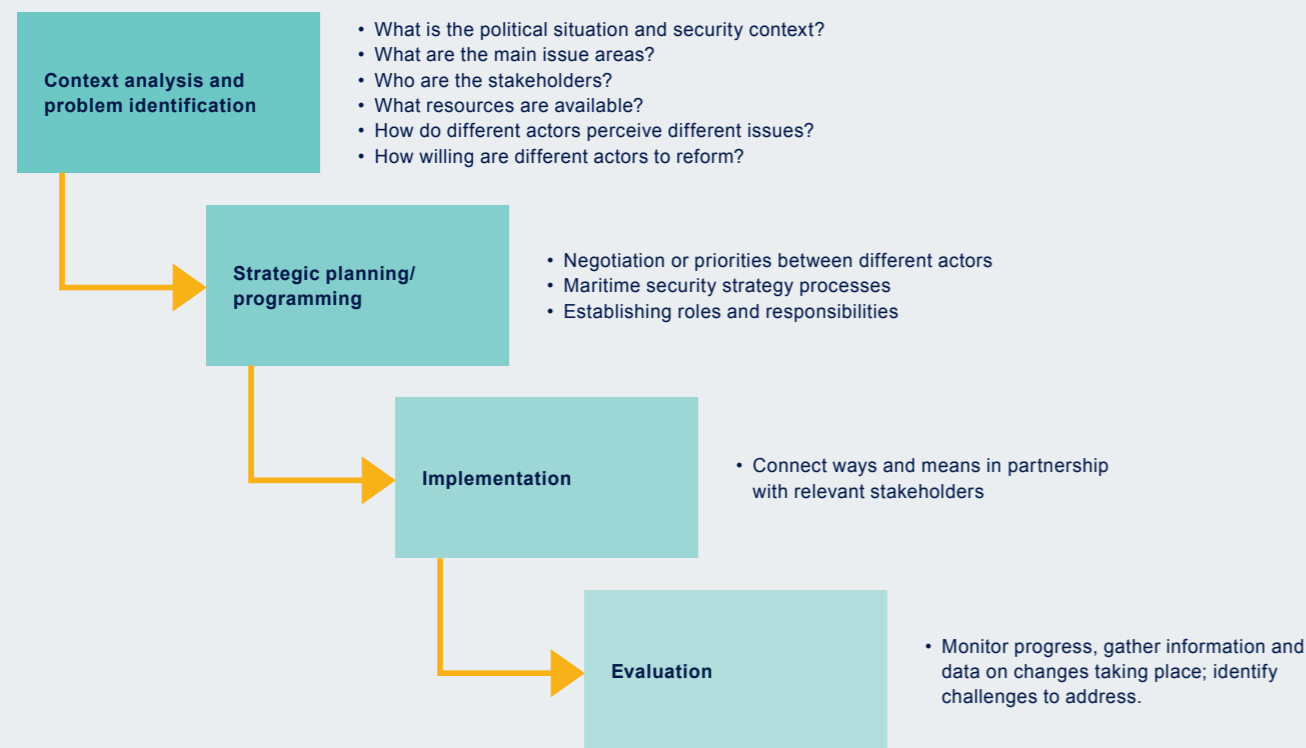 Context analysis and
problem identification
• What is the political situation and security context?
• What are the main issue areas?
• Who are the stakeholders?
• What resources are available?
• How do different actors perceive different issues?
• How willing are different actors to reform?
Strategic planning/
programming
• Negotiation or priorities between different actors
• Maritime security strategy processes
• Establishing roles and responsibilities
Implementation
• Connect ways and means in partnership
with relevant stakeholders
Evaluation
• Monitor progress, gather information and
data on changes taking place; identify
challenges to address.